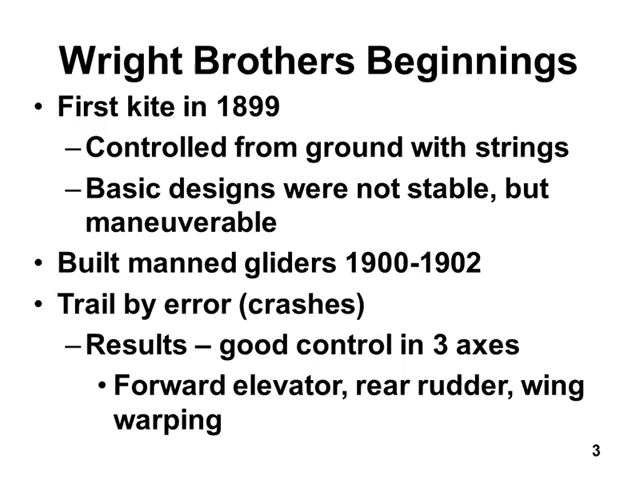 Wright Brothers Beginnings
• First kite in 1899
–Controlled from ground with strings
–Basic designs were not stable, but
maneuverable
• Built manned gliders 1900-1902
• Trail by error (crashes)
–Results – good control in 3 axes
• Forward elevator, rear rudder, wing
warping
3